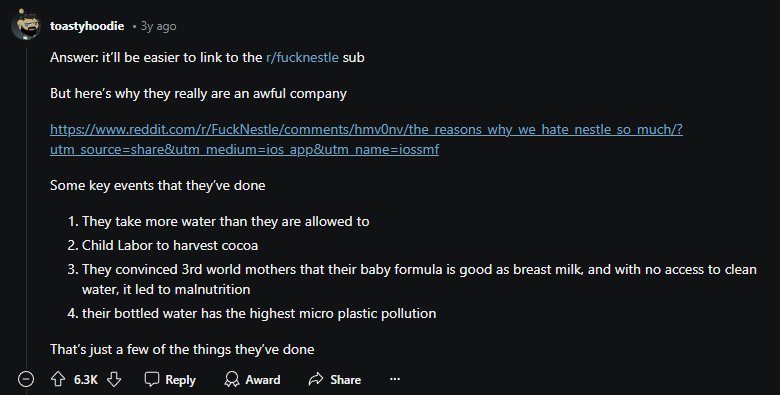 toastyhoodie • 3y ago
Answer: it’ll be easier to link to the r/fucknestle sub
But here’s why they really are an awful company
https://www.reddit.com/r/FuckNestle/comments/hmv0nv/the_reasons_why_we_hate_nestle_so_much/?
utm_source=share&utm_medium=ios_app&utm_name=iossmf
Some key events that they’ve done
1. They take more water than they are allowed to
2. Child Labor to harvest cocoa
3. They convinced 3rd world mothers that their baby formula is good as breast milk, and with no access to clean
water, it led to malnutrition
4. their bottled water has the highest micro plastic pollution
That’s just a few of the things they’ve done
6.3K Reply Award Share ...